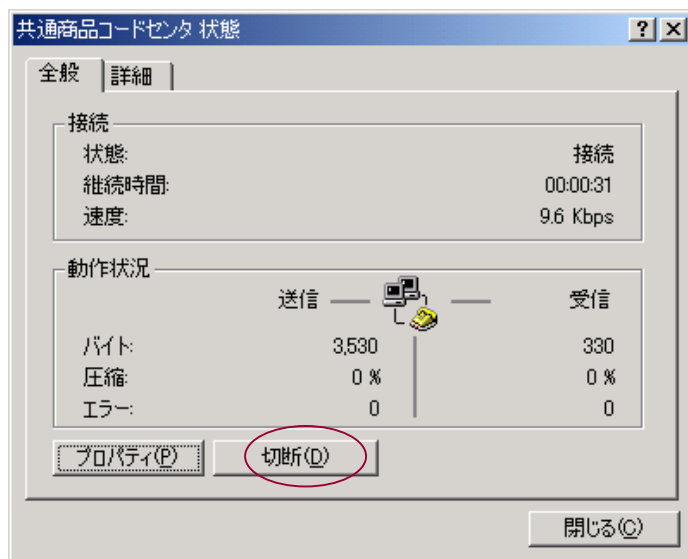 共通商品コードセンタ 状態
全般 詳細
接続
状態: 接続
継続時間: 00:00:31
速度: 9.6 Kbps
動作状況
送信 受信
バイト: 3,530 330
圧縮: 0 % 0 %
エラー: 0 0
プロパティ(P) 切断(D)
閉じる(C)